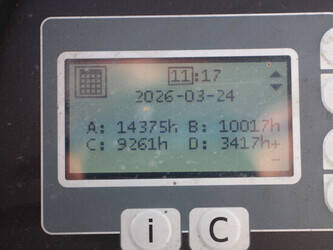 11:17
2026-03-24
A: 14375h B: 10017h
C: 9261h D: 3417h+
-
i C